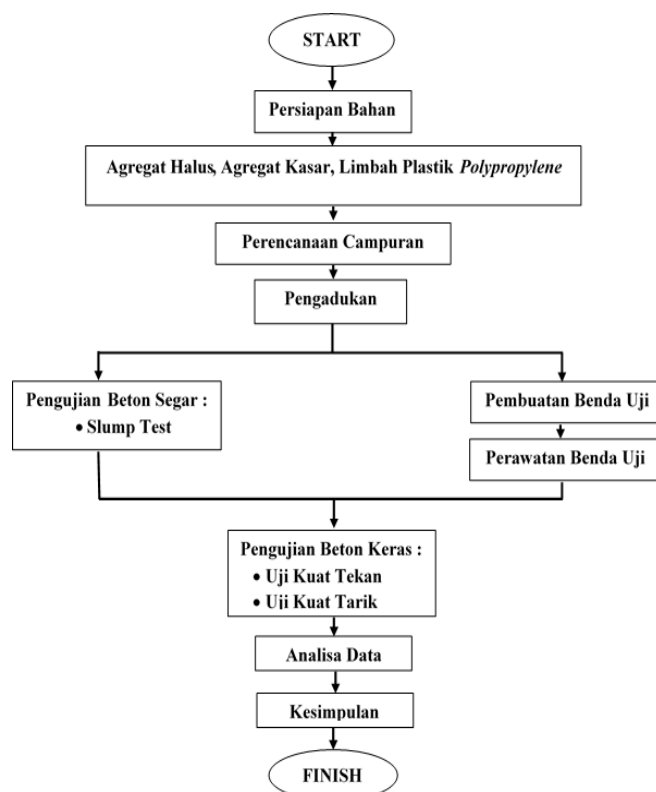 START
Persiapan Bahan
Agregat Halus, Agregat Kasar, Limbah Plastik Polypropylene
Perencanaan Campuran
Pengadukan
Pengujian Beton Segar :
• Slump Test
Pembuatan Benda Uji
Perawatan Benda Uji
Pengujian Beton Keras :
• Uji Kuat Tekan
• Uji Kuat Tarik
Analisa Data
Kesimpulan
FINISH